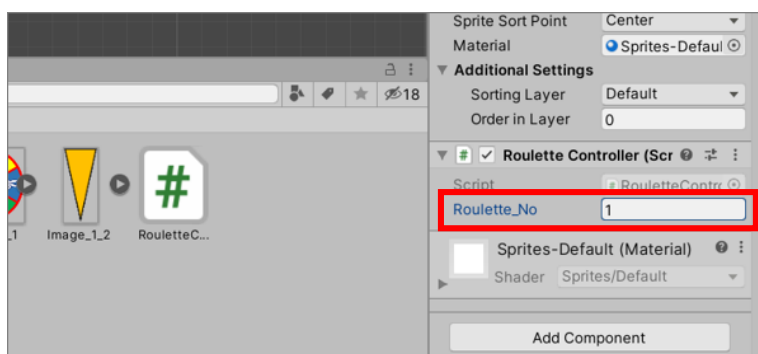 Sprite Sort Point Center
Material Sprites-Defaul
Additional Settings
18
Sorting Layer Default
Order in Layer 0
# Roulette Controller (Scr
Script # RouletteContr
Roulette_No 1
#
_1 Image_1_2 RouletteC...
Sprites-Default (Material)
Shader Sprites/Default
Add Component